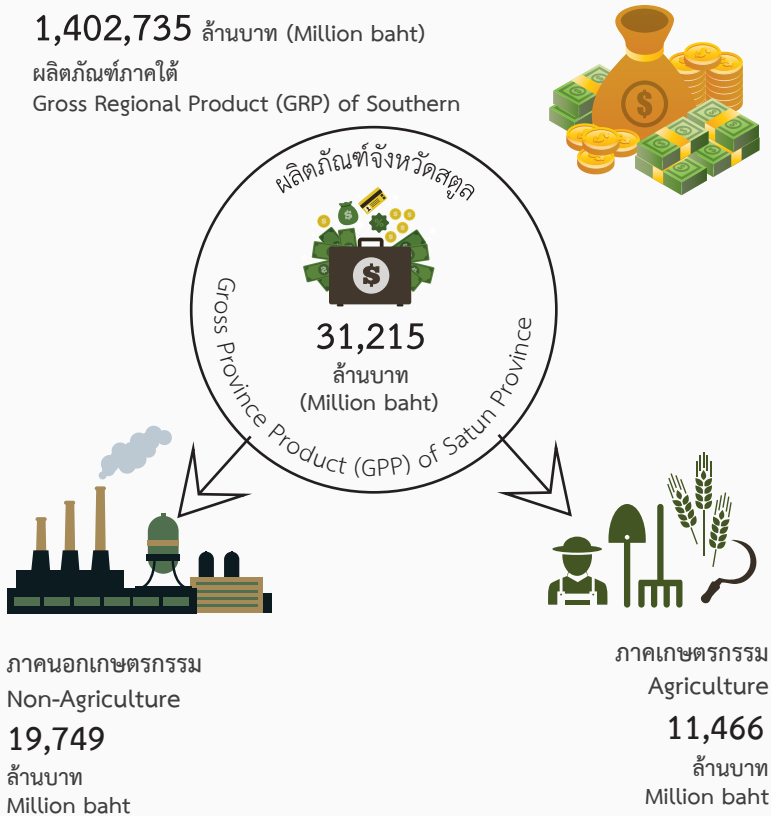 1,402,735 ล้านบาท (Million baht)
ผลิตภัณฑ์ภาคใต้
Gross Regional Product (GRP) of Southern
ผลิตภัณฑ์จังหวัดสตูล
31,215
ล้านบาท
(Million baht)
Gross Province Product (GPP) of Satun Province
ภาคนอกเกษตรกรรม
Non-Agriculture
19,749
ล้านบาท
Million baht
ภาคเกษตรกรรม
Agriculture
11,466
ล้านบาท
Million baht